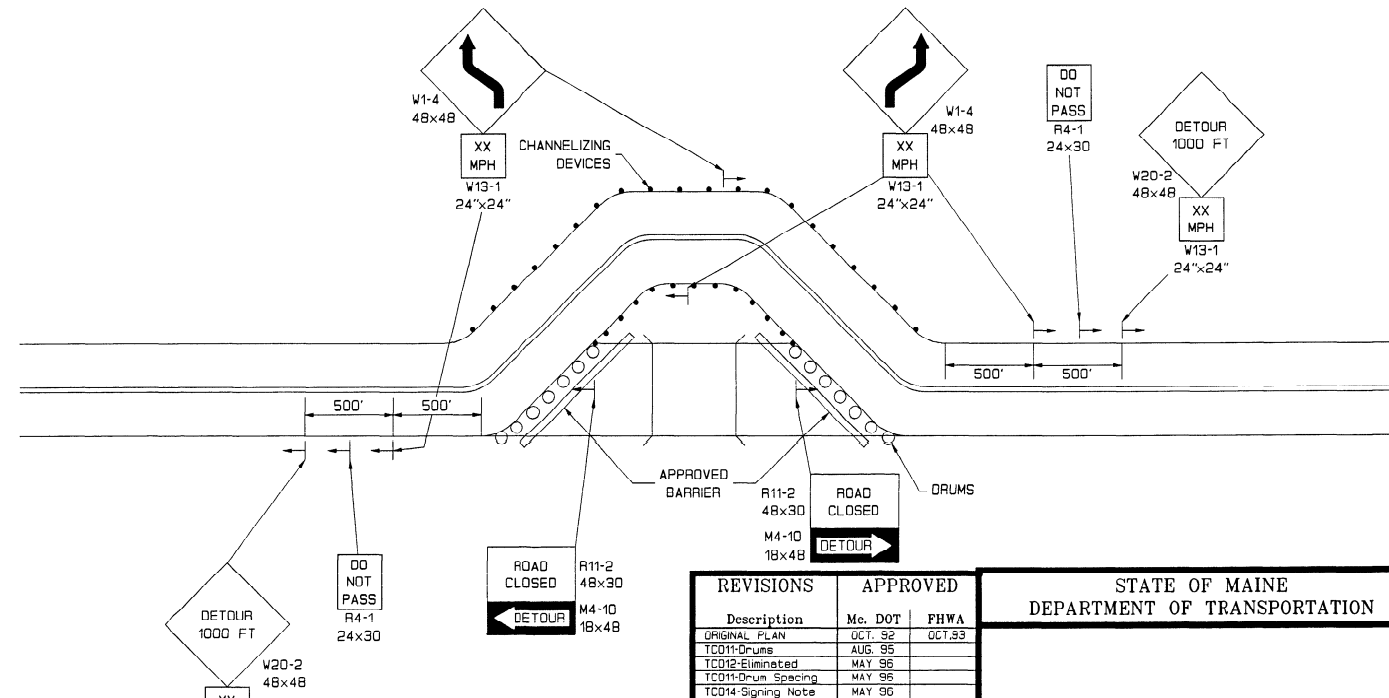 W1-4
48x48
XX
MPH
W13-1
24"x24"
CHANNELIZING
DEVICES
W1-4
48x48
XX
MPH
W13-1
24"x24"
DO
NOT
PASS
R4-1
24x30
DETOUR
1000 FT
W20-2
48x48
XX
MPH
W13-1
24"x24"
500'
500'
500'
500'
APPROVED
BARRIER
DRUMS
R11-2
48x30
ROAD
CLOSED
M4-10
18x48
DETOUR
ROAD
CLOSED
R11-2
48x30
DETOUR
M4-10
18x48
DO
NOT
PASS
R4-1
24x30
DETOUR
1000 FT
W20-2
48x48
XX
REVISIONS APPROVED
Description Me. DOT FHWA
ORIGINAL PLAN OCT. 92 OCT.93
TC011-Drums AUG. 95
TC012-Eliminated MAY 96
TC011-Drum Spacing MAY 96
TC014-Signing Note MAY 96
STATE OF MAINE
DEPARTMENT OF TRANSPORTATION